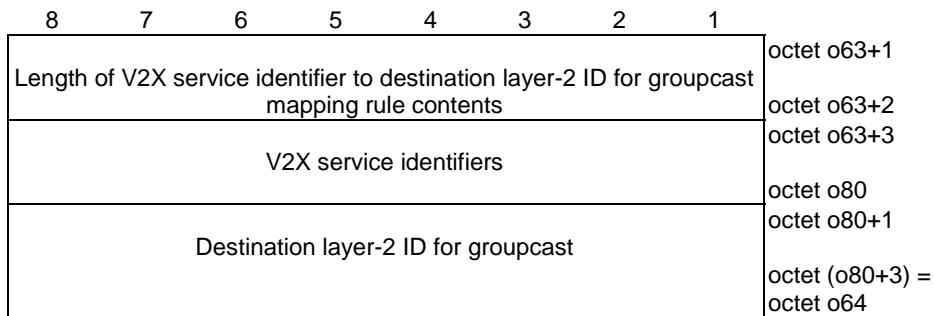 8 7 6 5 4 3 2 1
octet o63+1
Length of V2X service identifier to destination layer-2 ID for groupcast
mapping rule contents
octet o63+2
octet o63+3
V2X service identifiers
octet o80
octet o80+1
Destination layer-2 ID for groupcast
octet (o80+3) =
octet o64